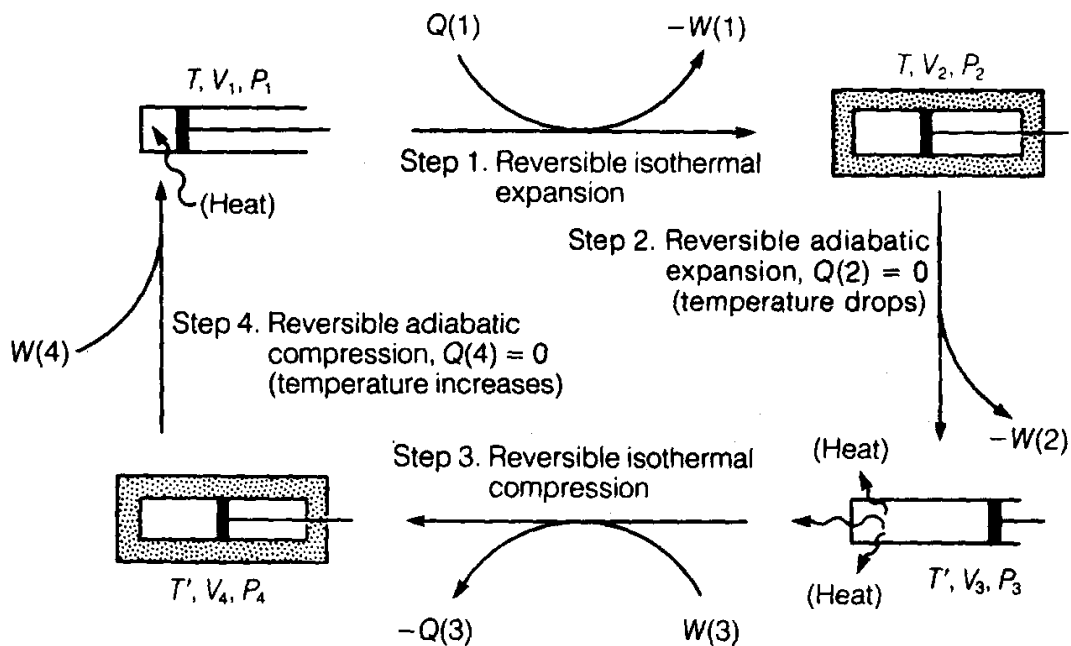 Q(1)
−W(1)
T, V₁, P₁
T, V₂, P₂
(Heat)
Step 1. Reversible isothermal
expansion
Step 2. Reversible adiabatic
expansion, Q(2) = 0
(temperature drops)
Step 4. Reversible adiabatic
compression, Q(4) = 0
(temperature increases)
W(4)
−W(2)
Step 3. Reversible isothermal
compression
(Heat)
(Heat)
T′, V₄, P₄
T′, V₃, P₃
−Q(3)
W(3)